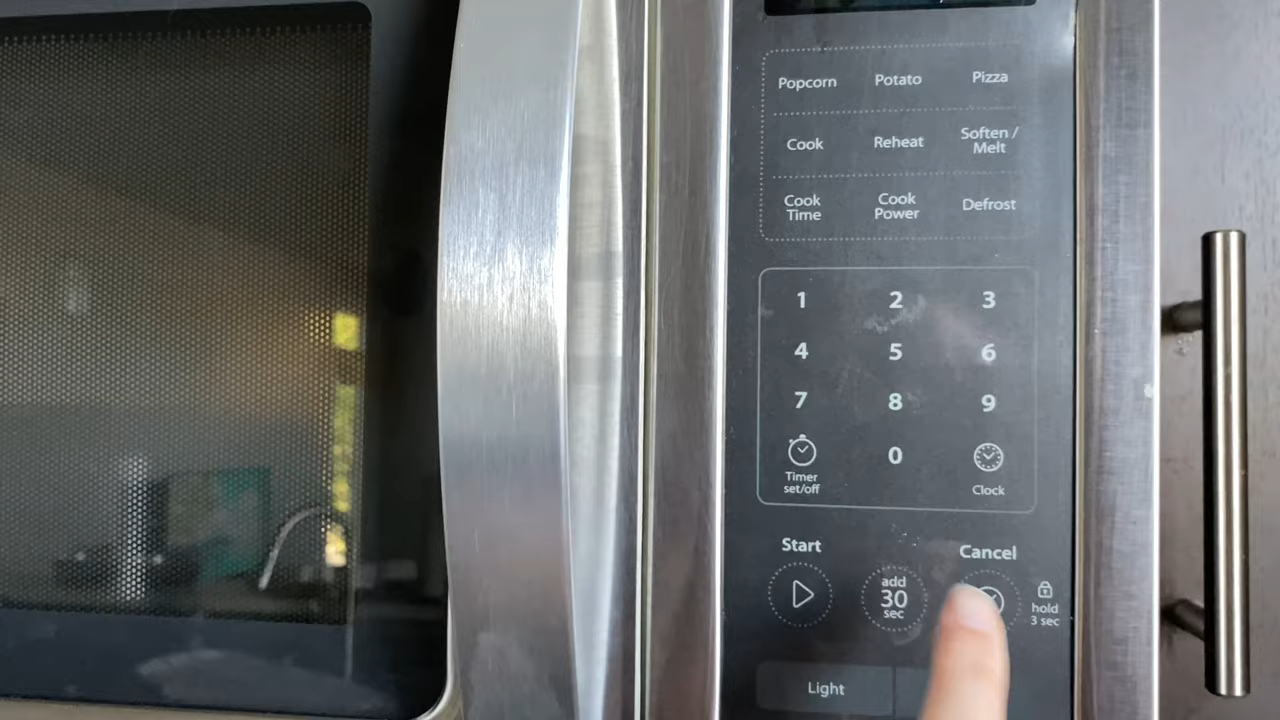 Popcorn Potato Pizza
Cook Reheat Soften /
Melt
Cook Cook Defrost
Time Power
1 2 3
4 5 6
7 8 9
0
Timer
set/off Clock
Start Cancel
add
30
sec
hold
3 sec
Light